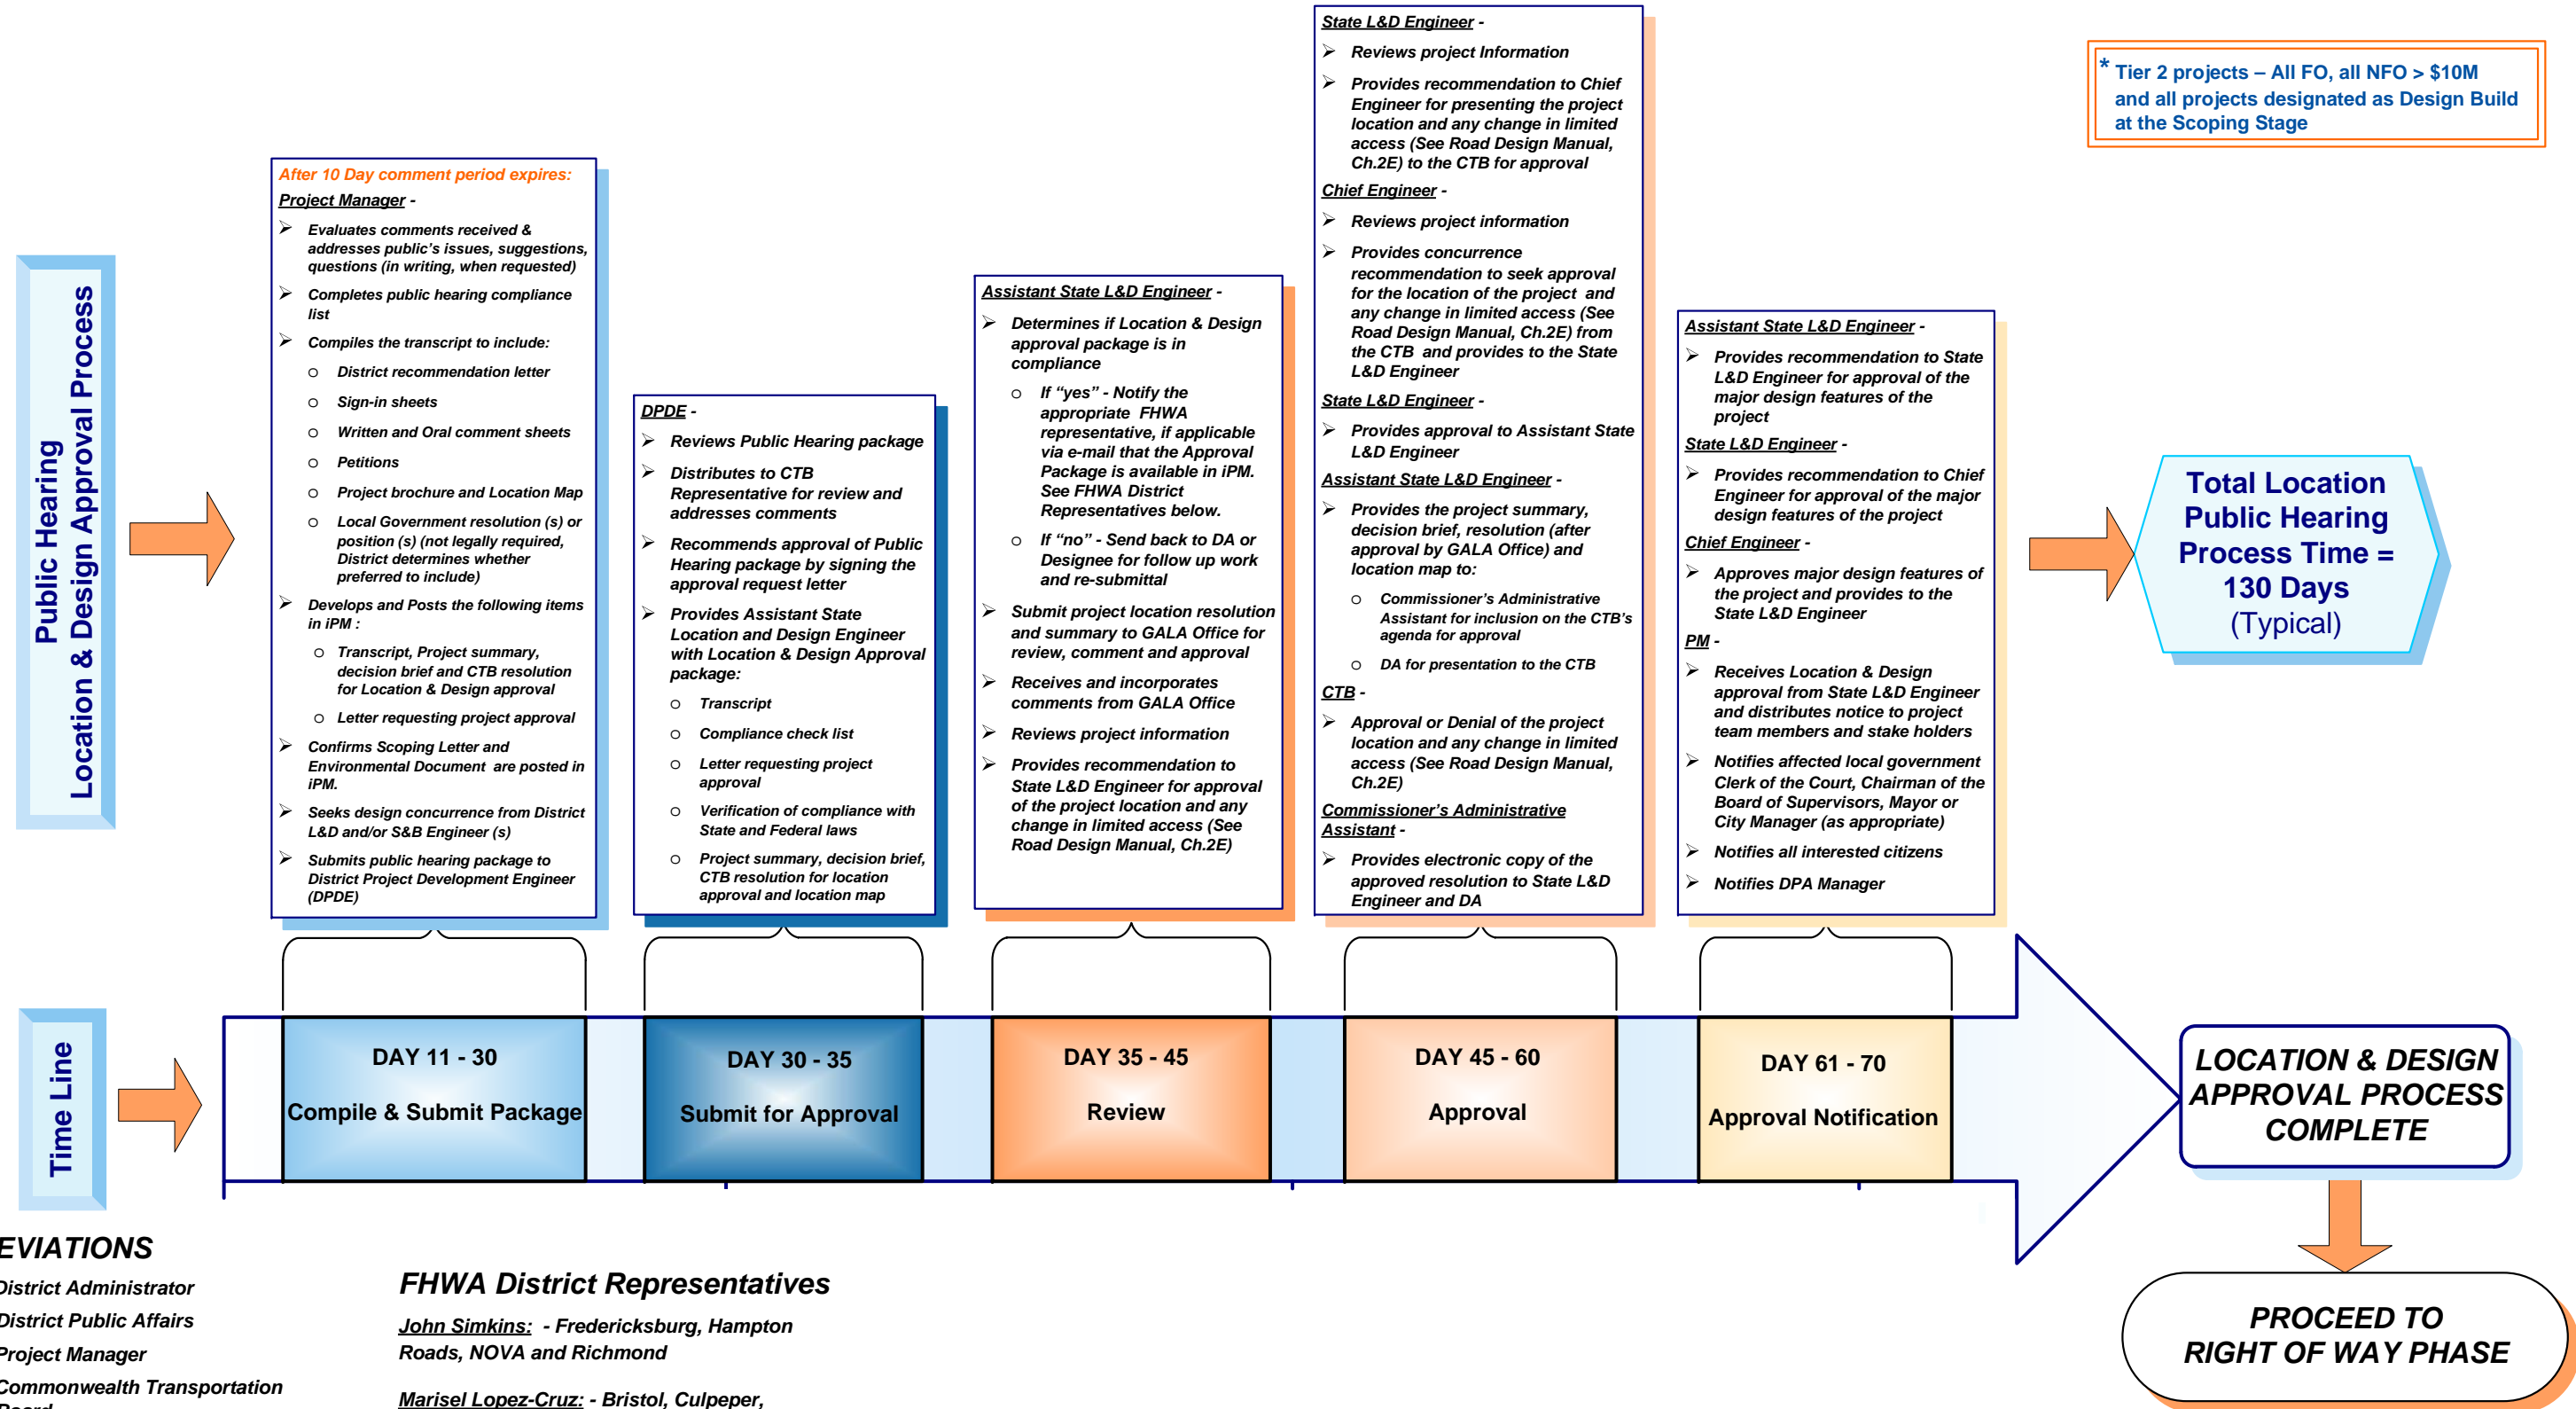 Public Hearing
Location & Design Approval Process
After 10 Day comment period expires:
Project Manager -
➢ Evaluates comments received &
addresses public's issues, suggestions,
questions (in writing, when requested)
➢ Completes public hearing compliance
list
➢ Compiles the transcript to include:
o District recommendation letter
o Sign-in sheets
o Written and Oral comment sheets
o Petitions
o Project brochure and Location Map
o Local Government resolution (s) or
position (s) (not legally required,
District determines whether
preferred to include)
➢ Develops and Posts the following items
in iPM :
o Transcript, Project summary,
decision brief and CTB resolution
for Location & Design approval
o Letter requesting project approval
➢ Confirms Scoping Letter and
Environmental Document are posted in
iPM.
➢ Seeks design concurrence from District
L&D and/or S&B Engineer (s)
➢ Submits public hearing package to
District Project Development Engineer
(DPDE)
DPDE -
➢ Reviews Public Hearing package
➢ Distributes to CTB
Representative for review and
addresses comments
➢ Recommends approval of Public
Hearing package by signing the
approval request letter
➢ Provides Assistant State
Location and Design Engineer
with Location & Design Approval
package:
o Transcript
o Compliance check list
o Letter requesting project
approval
o Verification of compliance with
State and Federal laws
o Project summary, decision brief,
CTB resolution for location
approval and location map
Assistant State L&D Engineer -
➢ Determines if Location & Design
approval package is in
compliance
o If “yes” - Notify the
appropriate FHWA
representative, if applicable
via e-mail that the Approval
Package is available in iPM.
See FHWA District
Representatives below.
o If “no” - Send back to DA or
Designee for follow up work
and re-submittal
➢ Submit project location resolution
and summary to GALA Office for
review, comment and approval
➢ Receives and incorporates
comments from GALA Office
➢ Reviews project information
➢ Provides recommendation to
State L&D Engineer for approval
of the project location and any
change in limited access (See
Road Design Manual, Ch.2E)
State L&D Engineer -
➢ Reviews project Information
➢ Provides recommendation to Chief
Engineer for presenting the project
location and any change in limited
access (See Road Design Manual,
Ch.2E) to the CTB for approval
Chief Engineer -
➢ Reviews project information
➢ Provides concurrence
recommendation to seek approval
for the location of the project and
any change in limited access (See
Road Design Manual, Ch.2E) from
the CTB and provides to the State
L&D Engineer
State L&D Engineer -
➢ Provides approval to Assistant State
L&D Engineer
Assistant State L&D Engineer -
➢ Provides the project summary,
decision brief, resolution (after
approval by GALA Office) and
location map to:
o Commissioner's Administrative
Assistant for inclusion on the CTB's
agenda for approval
o DA for presentation to the CTB
CTB -
➢ Approval or Denial of the project
location and any change in limited
access (See Road Design Manual,
Ch.2E)
Commissioner's Administrative
Assistant -
➢ Provides electronic copy of the
approved resolution to State L&D
Engineer and DA
Assistant State L&D Engineer -
➢ Provides recommendation to State
L&D Engineer for approval of the
major design features of the
project
State L&D Engineer -
➢ Provides recommendation to Chief
Engineer for approval of the major
design features of the project
Chief Engineer -
➢ Approves major design features of
the project and provides to the
State L&D Engineer
PM -
➢ Receives Location & Design
approval from State L&D Engineer
and distributes notice to project
team members and stake holders
➢ Notifies affected local government
Clerk of the Court, Chairman of the
Board of Supervisors, Mayor or
City Manager (as appropriate)
➢ Notifies all interested citizens
➢ Notifies DPA Manager
* Tier 2 projects – All FO, all NFO > $10M
and all projects designated as Design Build
at the Scoping Stage
Total Location
Public Hearing
Process Time =
130 Days
(Typical)
Time Line
DAY 11 - 30
Compile & Submit Package
DAY 30 - 35
Submit for Approval
DAY 35 - 45
Review
DAY 45 - 60
Approval
DAY 61 - 70
Approval Notification
LOCATION & DESIGN
APPROVAL PROCESS
COMPLETE
PROCEED TO
RIGHT OF WAY PHASE
EVIATIONS
District Administrator
District Public Affairs
Project Manager
Commonwealth Transportation
Board
FHWA District Representatives
John Simkins: - Fredericksburg, Hampton
Roads, NOVA and Richmond
Marisel Lopez-Cruz: - Bristol, Culpeper,